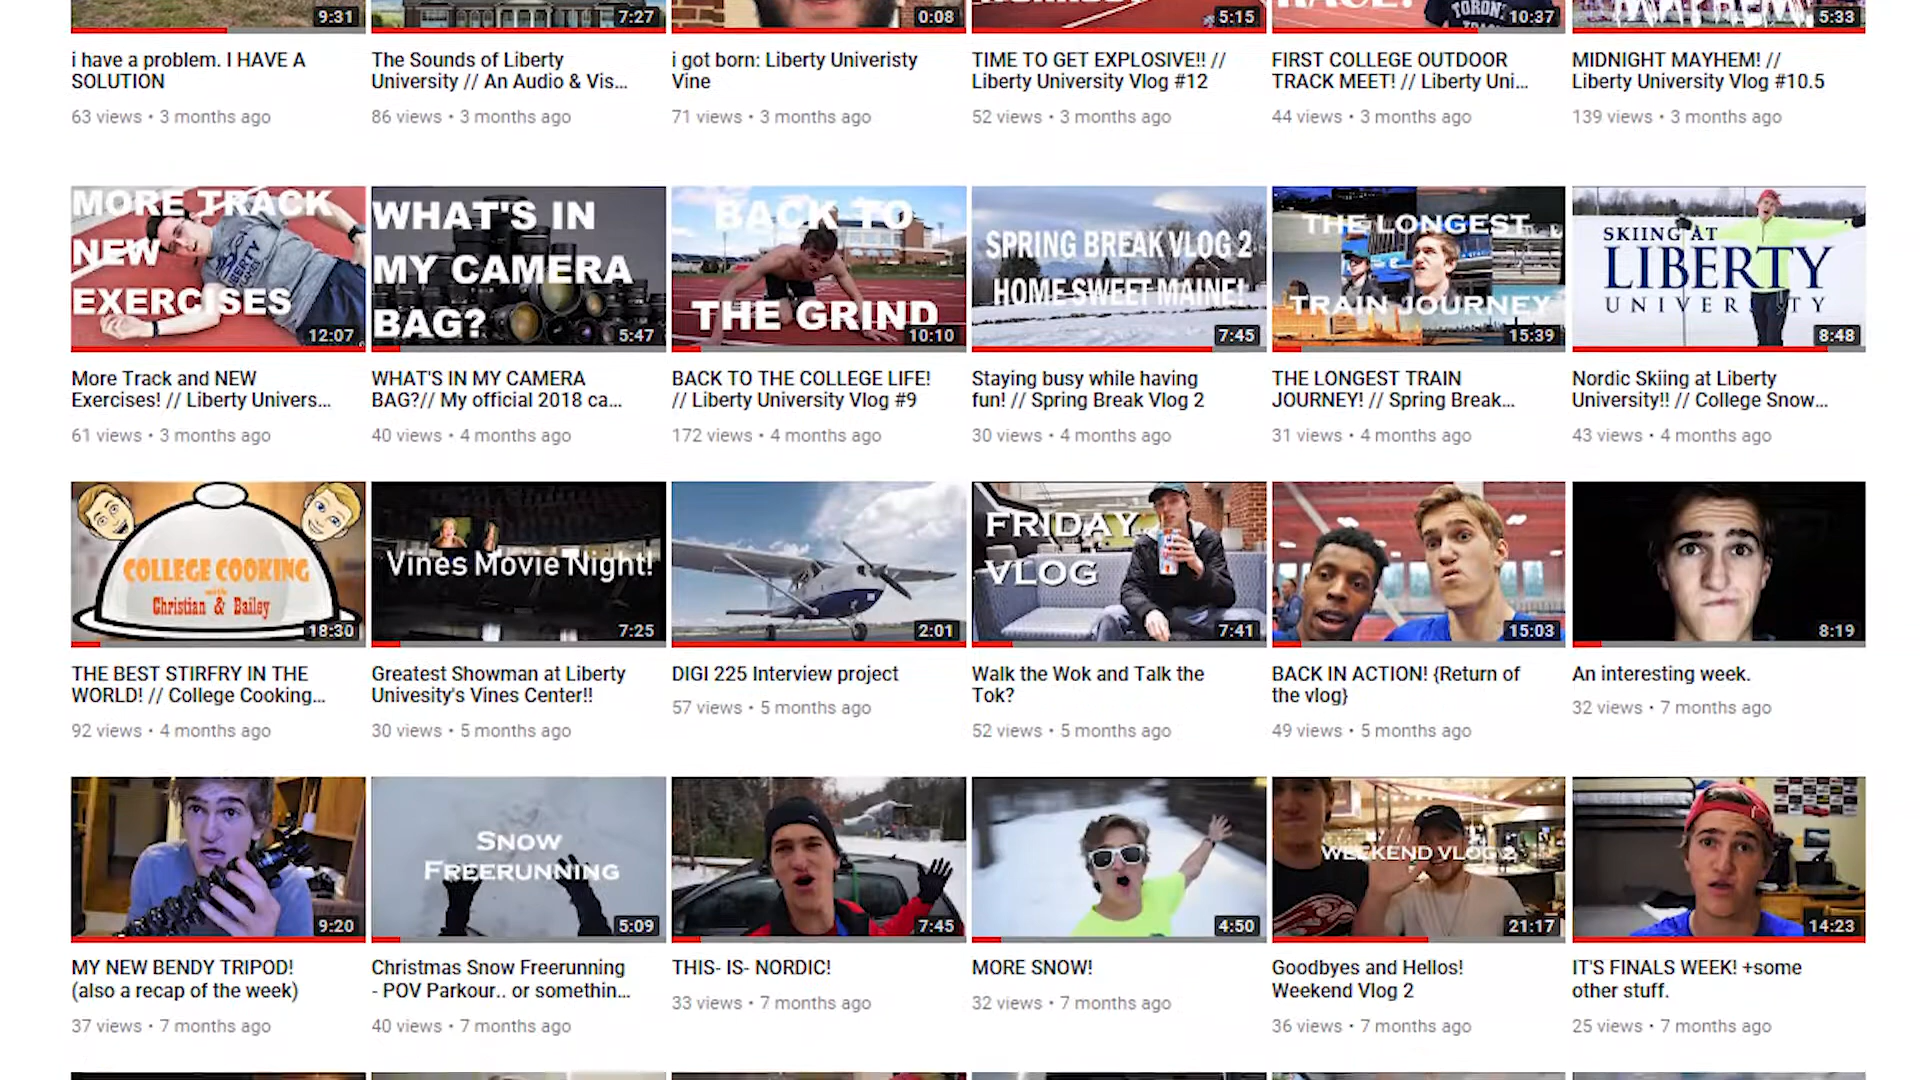 9:31
7:27
0:08
5:15
TORON
10:37
5:33
i have a problem. I HAVE A
SOLUTION
63 views • 3 months ago
The Sounds of Liberty
University // An Audio & Vis...
86 views • 3 months ago
i got born: Liberty Univeristy
Vine
71 views • 3 months ago
TIME TO GET EXPLOSIVE!! //
Liberty University Vlog #12
52 views • 3 months ago
FIRST COLLEGE OUTDOOR
TRACK MEET! // Liberty Uni...
44 views • 3 months ago
MIDNIGHT MAYHEM! //
Liberty University Vlog #10.5
139 views • 3 months ago
MORE TRACK
NEW
EXERCISES
12:07
WHAT'S IN
MY CAMERA
BAG?
5:47
BACK TO
THE GRIND
10:10
SPRING BREAK VLOG 2
HOME SWEET MAINE!
7:45
THE LONGEST
TRAIN JOURNEY
15:39
SKIING AT
LIBERTY
UNIVERSITY
8:48
More Track and NEW
Exercises! // Liberty Univers...
61 views • 3 months ago
WHAT'S IN MY CAMERA
BAG?// My official 2018 ca...
40 views • 4 months ago
BACK TO THE COLLEGE LIFE!
// Liberty University Vlog #9
172 views • 4 months ago
Staying busy while having
fun! // Spring Break Vlog 2
30 views • 4 months ago
THE LONGEST TRAIN
JOURNEY! // Spring Break...
31 views • 4 months ago
Nordic Skiing at Liberty
University!! // College Snow...
43 views • 4 months ago
COLLEGE COOKING
with
Christian & Bailey
18:30
Vines Movie Night!
7:25
2:01
FRIDAY
VLOG
7:41
15:03
8:19
THE BEST STIRFRY IN THE
WORLD! // College Cooking...
92 views • 4 months ago
Greatest Showman at Liberty
Univesity's Vines Center!!
30 views • 5 months ago
DIGI 225 Interview project
57 views • 5 months ago
Walk the Wok and Talk the
Tok?
52 views • 5 months ago
BACK IN ACTION! {Return of
the vlog}
49 views • 5 months ago
An interesting week.
32 views • 7 months ago
9:20
SNOW
FREERUNNING
5:09
7:45
4:50
WEEKEND VLOG 2
21:17
14:23
MY NEW BENDY TRIPOD!
(also a recap of the week)
37 views • 7 months ago
Christmas Snow Freerunning
- POV Parkour.. or somethin...
40 views • 7 months ago
THIS- IS- NORDIC!
33 views • 7 months ago
MORE SNOW!
32 views • 7 months ago
Goodbyes and Hellos!
Weekend Vlog 2
36 views • 7 months ago
IT'S FINALS WEEK! +some
other stuff.
25 views • 7 months ago